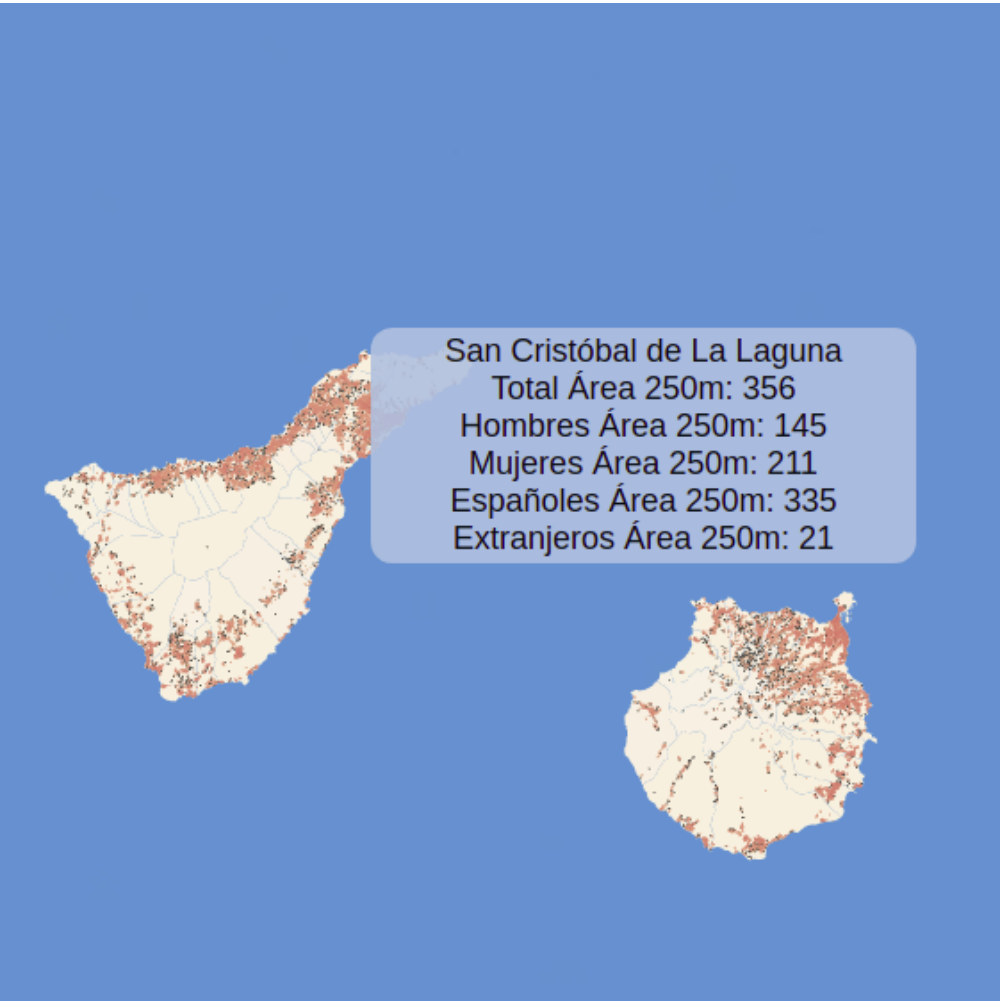 San Cristóbal de La Laguna
Total Área 250m: 356
Hombres Área 250m: 145
Mujeres Área 250m: 211
Españoles Área 250m: 335
Extranjeros Área 250m: 21